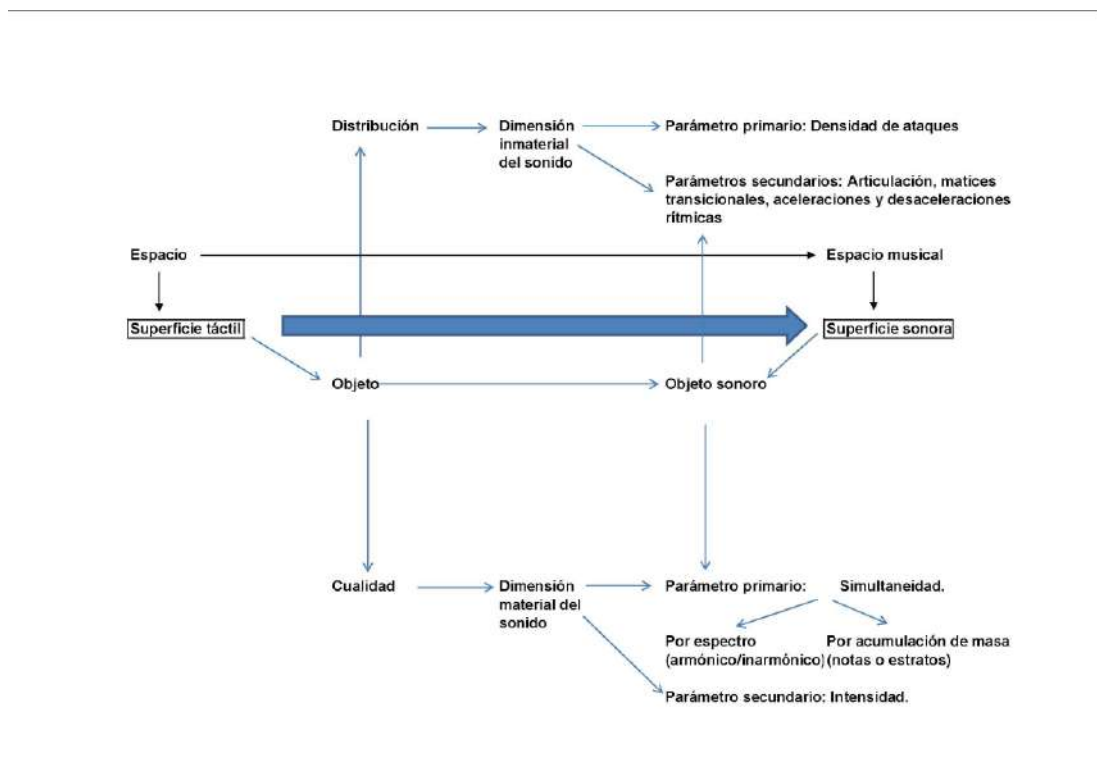 Distribución
Dimensión
inmaterial
del sonido
Parámetro primario: Densidad de ataques
Parámetros secundarios: Articulación, matices
transicionales, aceleraciones y desaceleraciones
rítmicas
Espacio
Espacio musical
Superficie táctil
Superficie sonora
Objeto
Objeto sonoro
Cualidad
Dimensión
material del
sonido
Parámetro primario:
Simultaneidad.
Por espectro
(armónico/inarmónico)
Por acumulación de masa
(notas o estratos)
Parámetro secundario: Intensidad.